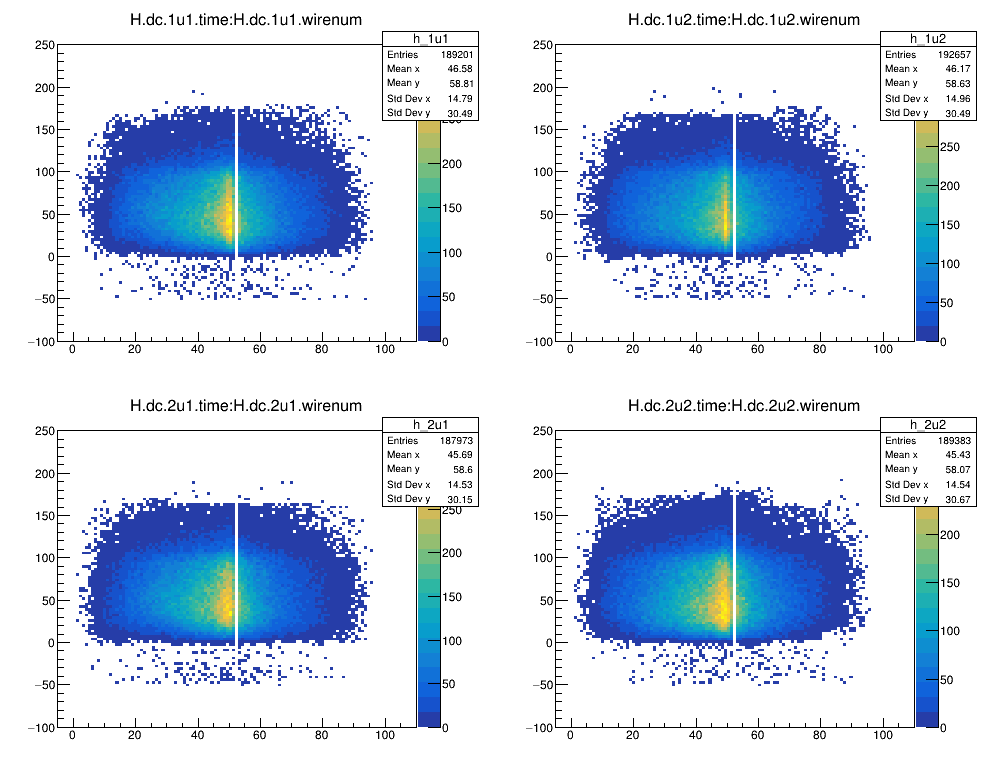 H.dc.1u1.time:H.dc.1u1.wirenum
h_1u1
Entries 189201
Mean x 46.58
Mean y 58.81
Std Dev x 14.79
Std Dev y 30.49
250
200
150
100
50
0
−50
−100
0 20 40 60 80 100
200
150
100
50
0
H.dc.1u2.time:H.dc.1u2.wirenum
h_1u2
Entries 192657
Mean x 46.17
Mean y 58.63
Std Dev x 14.96
Std Dev y 30.49
250
200
150
100
50
0
−50
−100
0 20 40 60 80 100
250
200
150
100
50
0
H.dc.2u1.time:H.dc.2u1.wirenum
h_2u1
Entries 187973
Mean x 45.69
Mean y 58.6
Std Dev x 14.53
Std Dev y 30.15
250
200
150
100
50
0
−50
−100
0 20 40 60 80 100
250
200
150
100
50
0
H.dc.2u2.time:H.dc.2u2.wirenum
h_2u2
Entries 189383
Mean x 45.43
Mean y 58.07
Std Dev x 14.54
Std Dev y 30.67
250
200
150
100
50
0
−50
−100
0 20 40 60 80 100
200
150
100
50
0